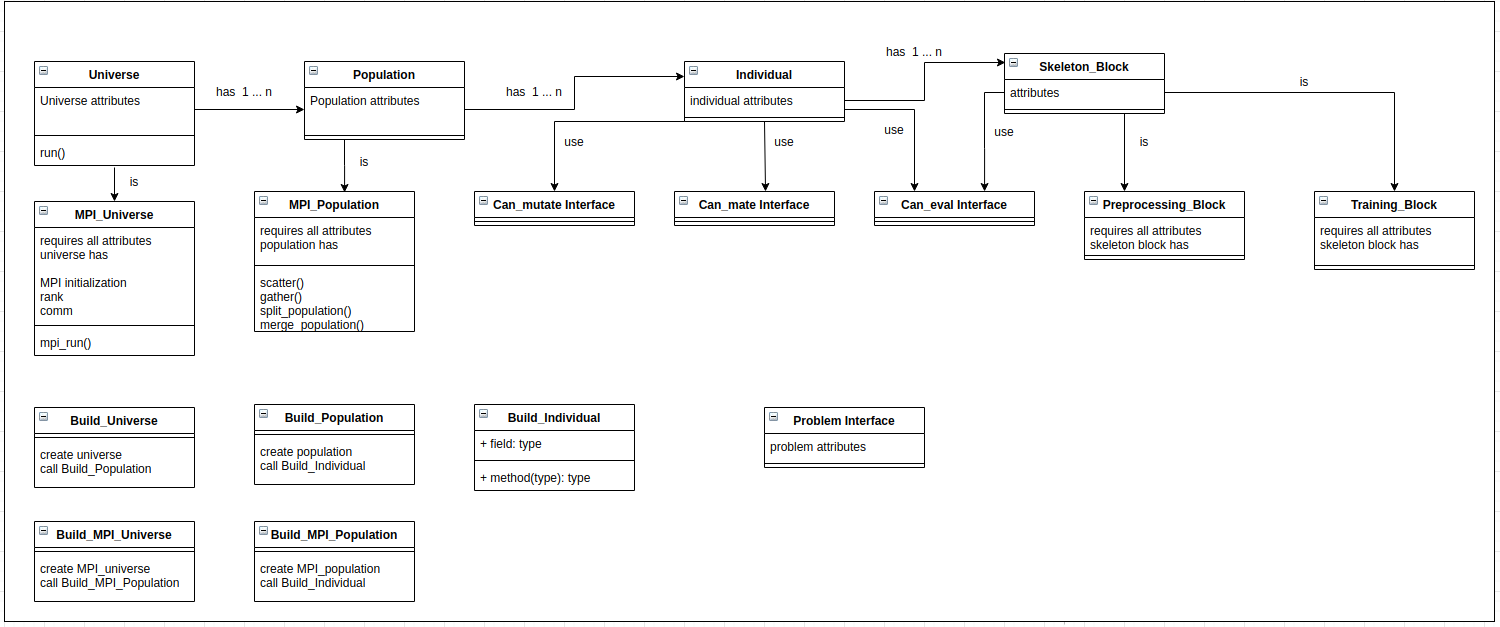 Universe
Universe attributes
run()
has 1 ... n
Population
Population attributes
has 1 ... n
Individual
individual attributes
has 1 ... n
Skeleton_Block
attributes
is
is
is
use
use
use
use
is
MPI_Universe
requires all attributes
universe has
MPI initialization
rank
comm
mpi_run()
MPI_Population
requires all attributes
population has
scatter()
gather()
split_population()
merge_population()
Can_mutate Interface
Can_mate Interface
Can_eval Interface
Preprocessing_Block
requires all attributes
skeleton block has
Training_Block
requires all attributes
skeleton block has
Build_Universe
create universe
call Build_Population
Build_Population
create population
call Build_Individual
Build_Individual
+ field: type
+ method(type): type
Problem Interface
problem attributes
Build_MPI_Universe
create MPI_universe
call Build_MPI_Population
Build_MPI_Population
create MPI_population
call Build_Individual